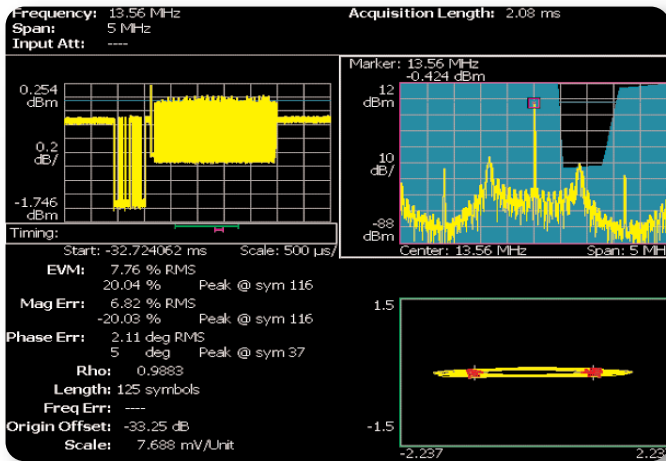 Frequency: 13.56 MHz
Acquisition Length: 2.08 ms
Span: 5 MHz
Input Att: ----
Marker: 13.56 MHz
-0.424 dBm
0.254
dBm
0.2
dB/
-1.746
dBm
12
dBm
10
dB/
-88
dBm
Timing:
Start: -32.724062 ms Scale: 500 µs/
Center: 13.56 MHz Span: 5 MH
EVM: 7.76 % RMS
20.04 % Peak @ sym 116
Mag Err: 6.82 % RMS
-20.03 % Peak @ sym 116
Phase Err: 2.11 deg RMS
5 deg Peak @ sym 37
Rho: 0.9883
Length: 125 symbols
Freq Err: ----
Origin Offset: -33.25 dB
Scale: 7.688 mV/Unit
1.5
-1.5
-2.237
2.23